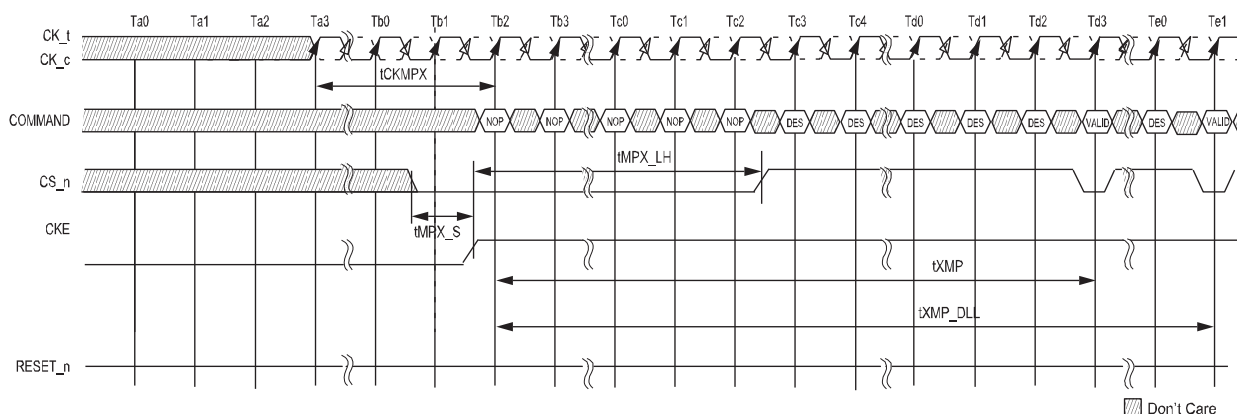 Ta0 Ta1 Ta2 Ta3 Tb0 Tb1 Tb2 Tb3 Tc0 Tc1 Tc2 Tc3 Tc4 Td0 Td1 Td2 Td3 Te0 Te1
CK_t
CK_c
tCKMPX
COMMAND NOP NOP NOP NOP NOP DES DES DES DES DES VALID DES VALID
tMPX_LH
CS_n
tMPX_S
CKE
tXMP
tXMP_DLL
RESET_n
Don't Care